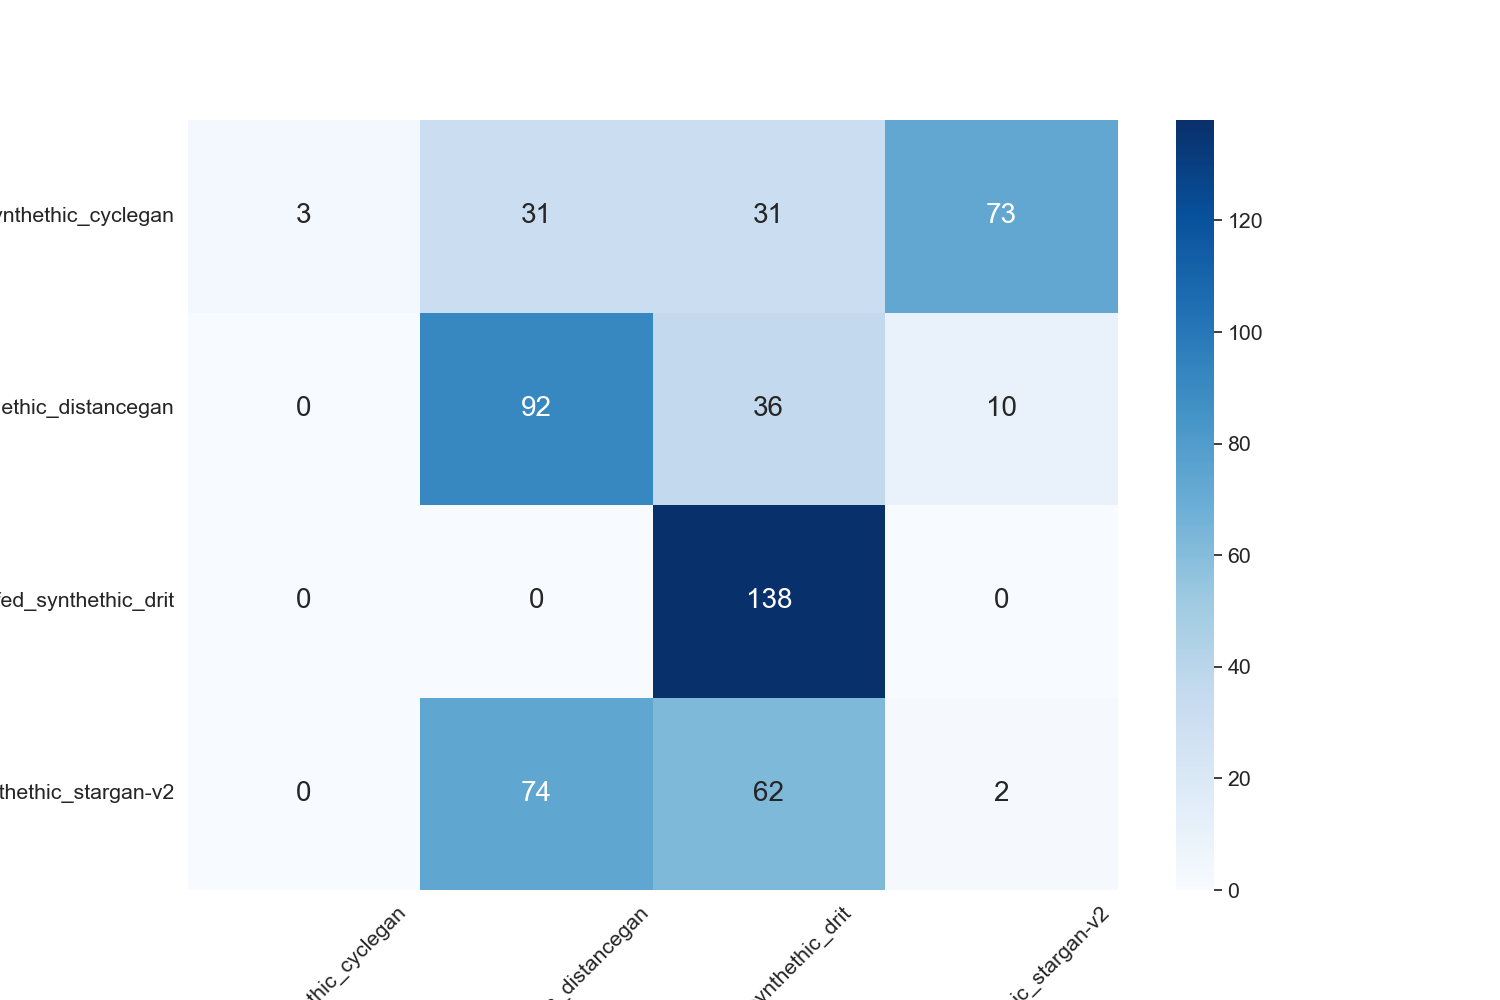 ynthethic_cyclegan 3 31 31 73
ethic_distancegan 0 92 36 10
fed_synthethic_drit 0 0 138 0
thethic_stargan-v2 0 74 62 2
thic_cyclegan
_distancegan
ynthethic_drit
ic_stargan-v2
120
100
80
60
40
20
0